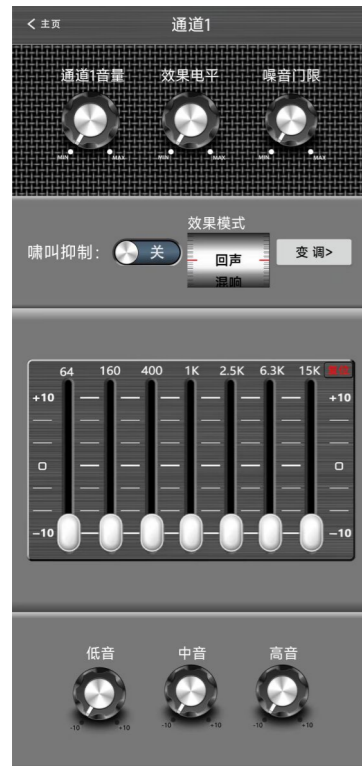 < 主页
通道1
通道1音量 效果电平 噪音门限
MIN MAX MIN MAX MIN MAX
效果模式
啸叫抑制: 关 回声 变调>
混响
64 160 400 1K 2.5K 6.3K 15K
+10 +10
0 0
-10 -10
低音 中音 高音
-10 +10 -10 +10 -10 +10